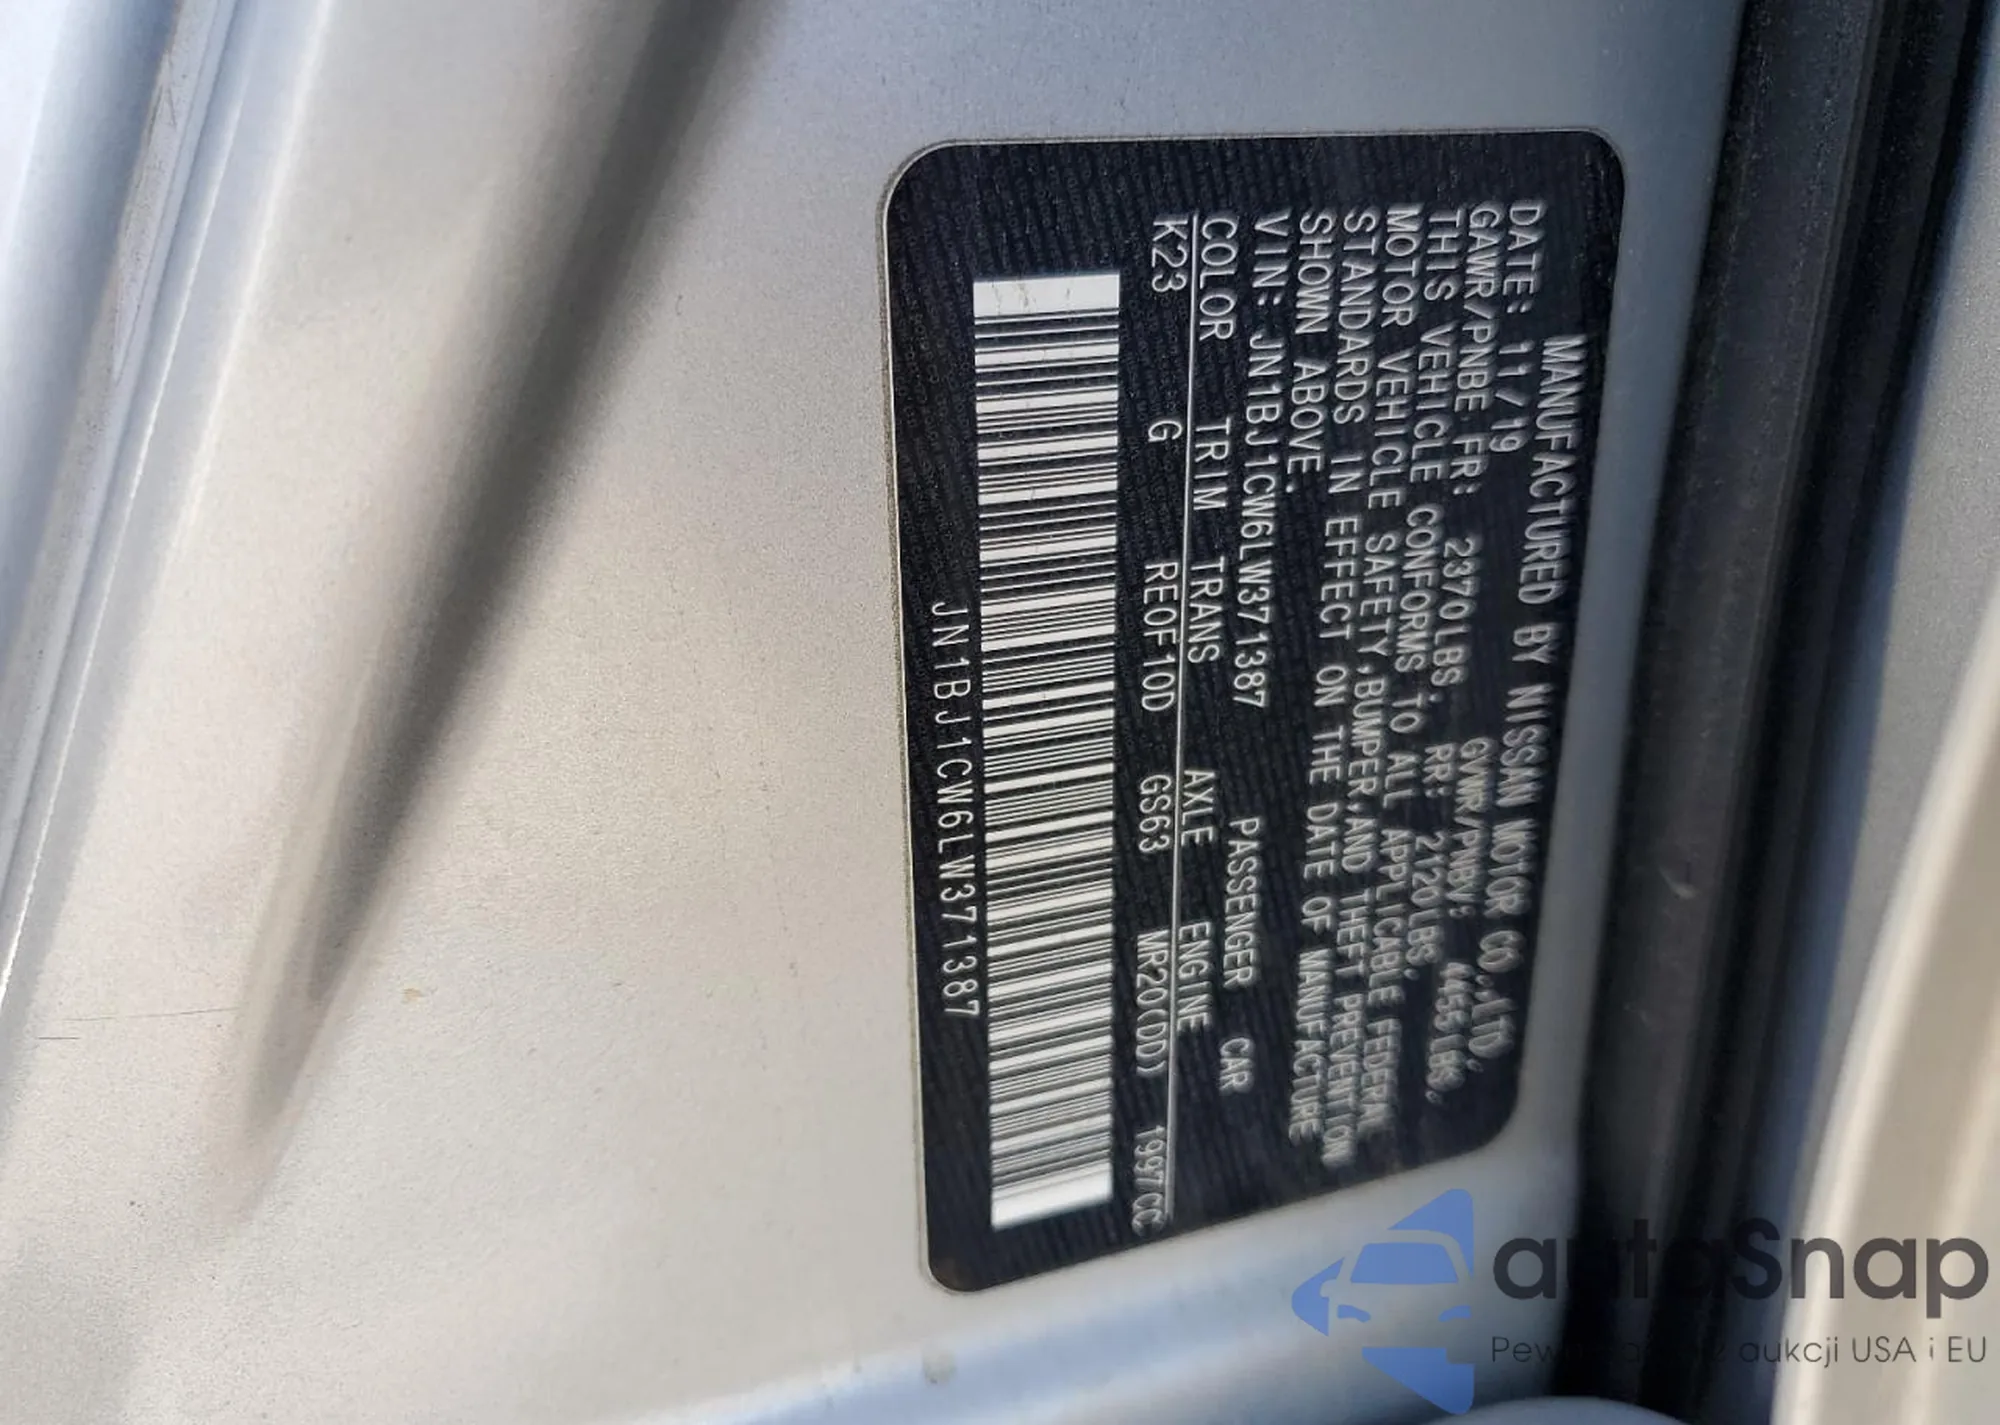 MANUFACTURED BY NISSAN MOTOR CO.,LTD.
DATE: 11/19 GVWR/PNBV: 4455LBS.
GAWR/PNBE FR: 2370LBS. RR: 2120LBS.
THIS VEHICLE CONFORMS TO ALL APPLICABLE FEDERAL
MOTOR VEHICLE SAFETY,BUMPER,AND THEFT PREVENTION
STANDARDS IN EFFECT ON THE DATE OF MANUFACTURE
SHOWN ABOVE.
VIN: JN1BJ1CW6LW371387 PASSENGER CAR
COLOR TRIM TRANS AXLE ENGINE
K23 G RE0F10D GS63 MR20(DD) 1997CC
JN1BJ1CW6LW371387
autoSnap
aukcji USA i EU